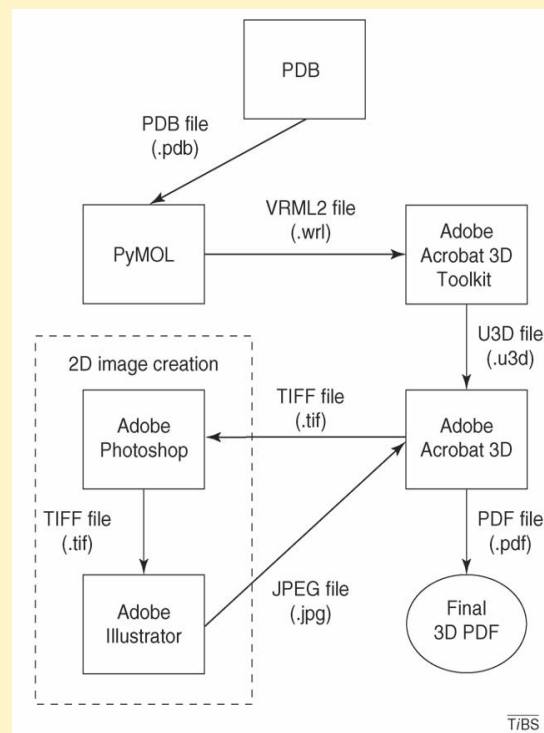 PDB
PDB file
(.pdb)
VRML2 file
(.wrl)
PyMOL
Adobe
Acrobat 3D
Toolkit
U3D file
(.u3d)
2D image creation
TIFF file
(.tif)
Adobe
Photoshop
Adobe
Acrobat 3D
TIFF file
(.tif)
PDF file
(.pdf)
JPEG file
(.jpg)
Adobe
Illustrator
Final
3D PDF
TiBS